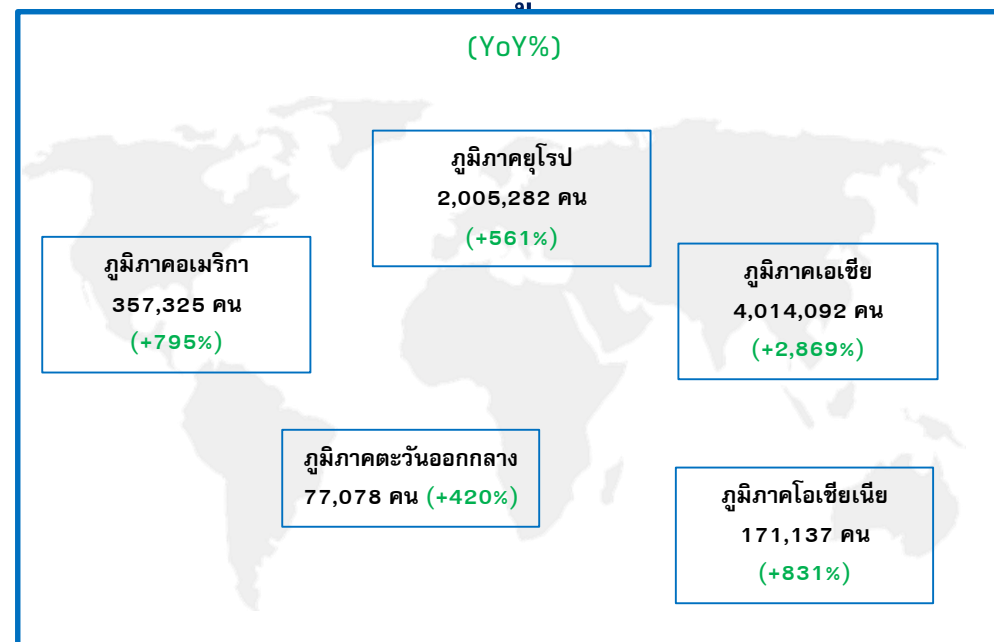 (YoY%)
ภูมิภาคยุโรป
2,005,282 คน
(+561%)
ภูมิภาคอเมริกา
357,325 คน
(+795%)
ภูมิภาคเอเชีย
4,014,092 คน
(+2,869%)
ภูมิภาคตะวันออกกลาง
77,078 คน (+420%)
ภูมิภาคโอเชียเนีย
171,137 คน
(+831%)